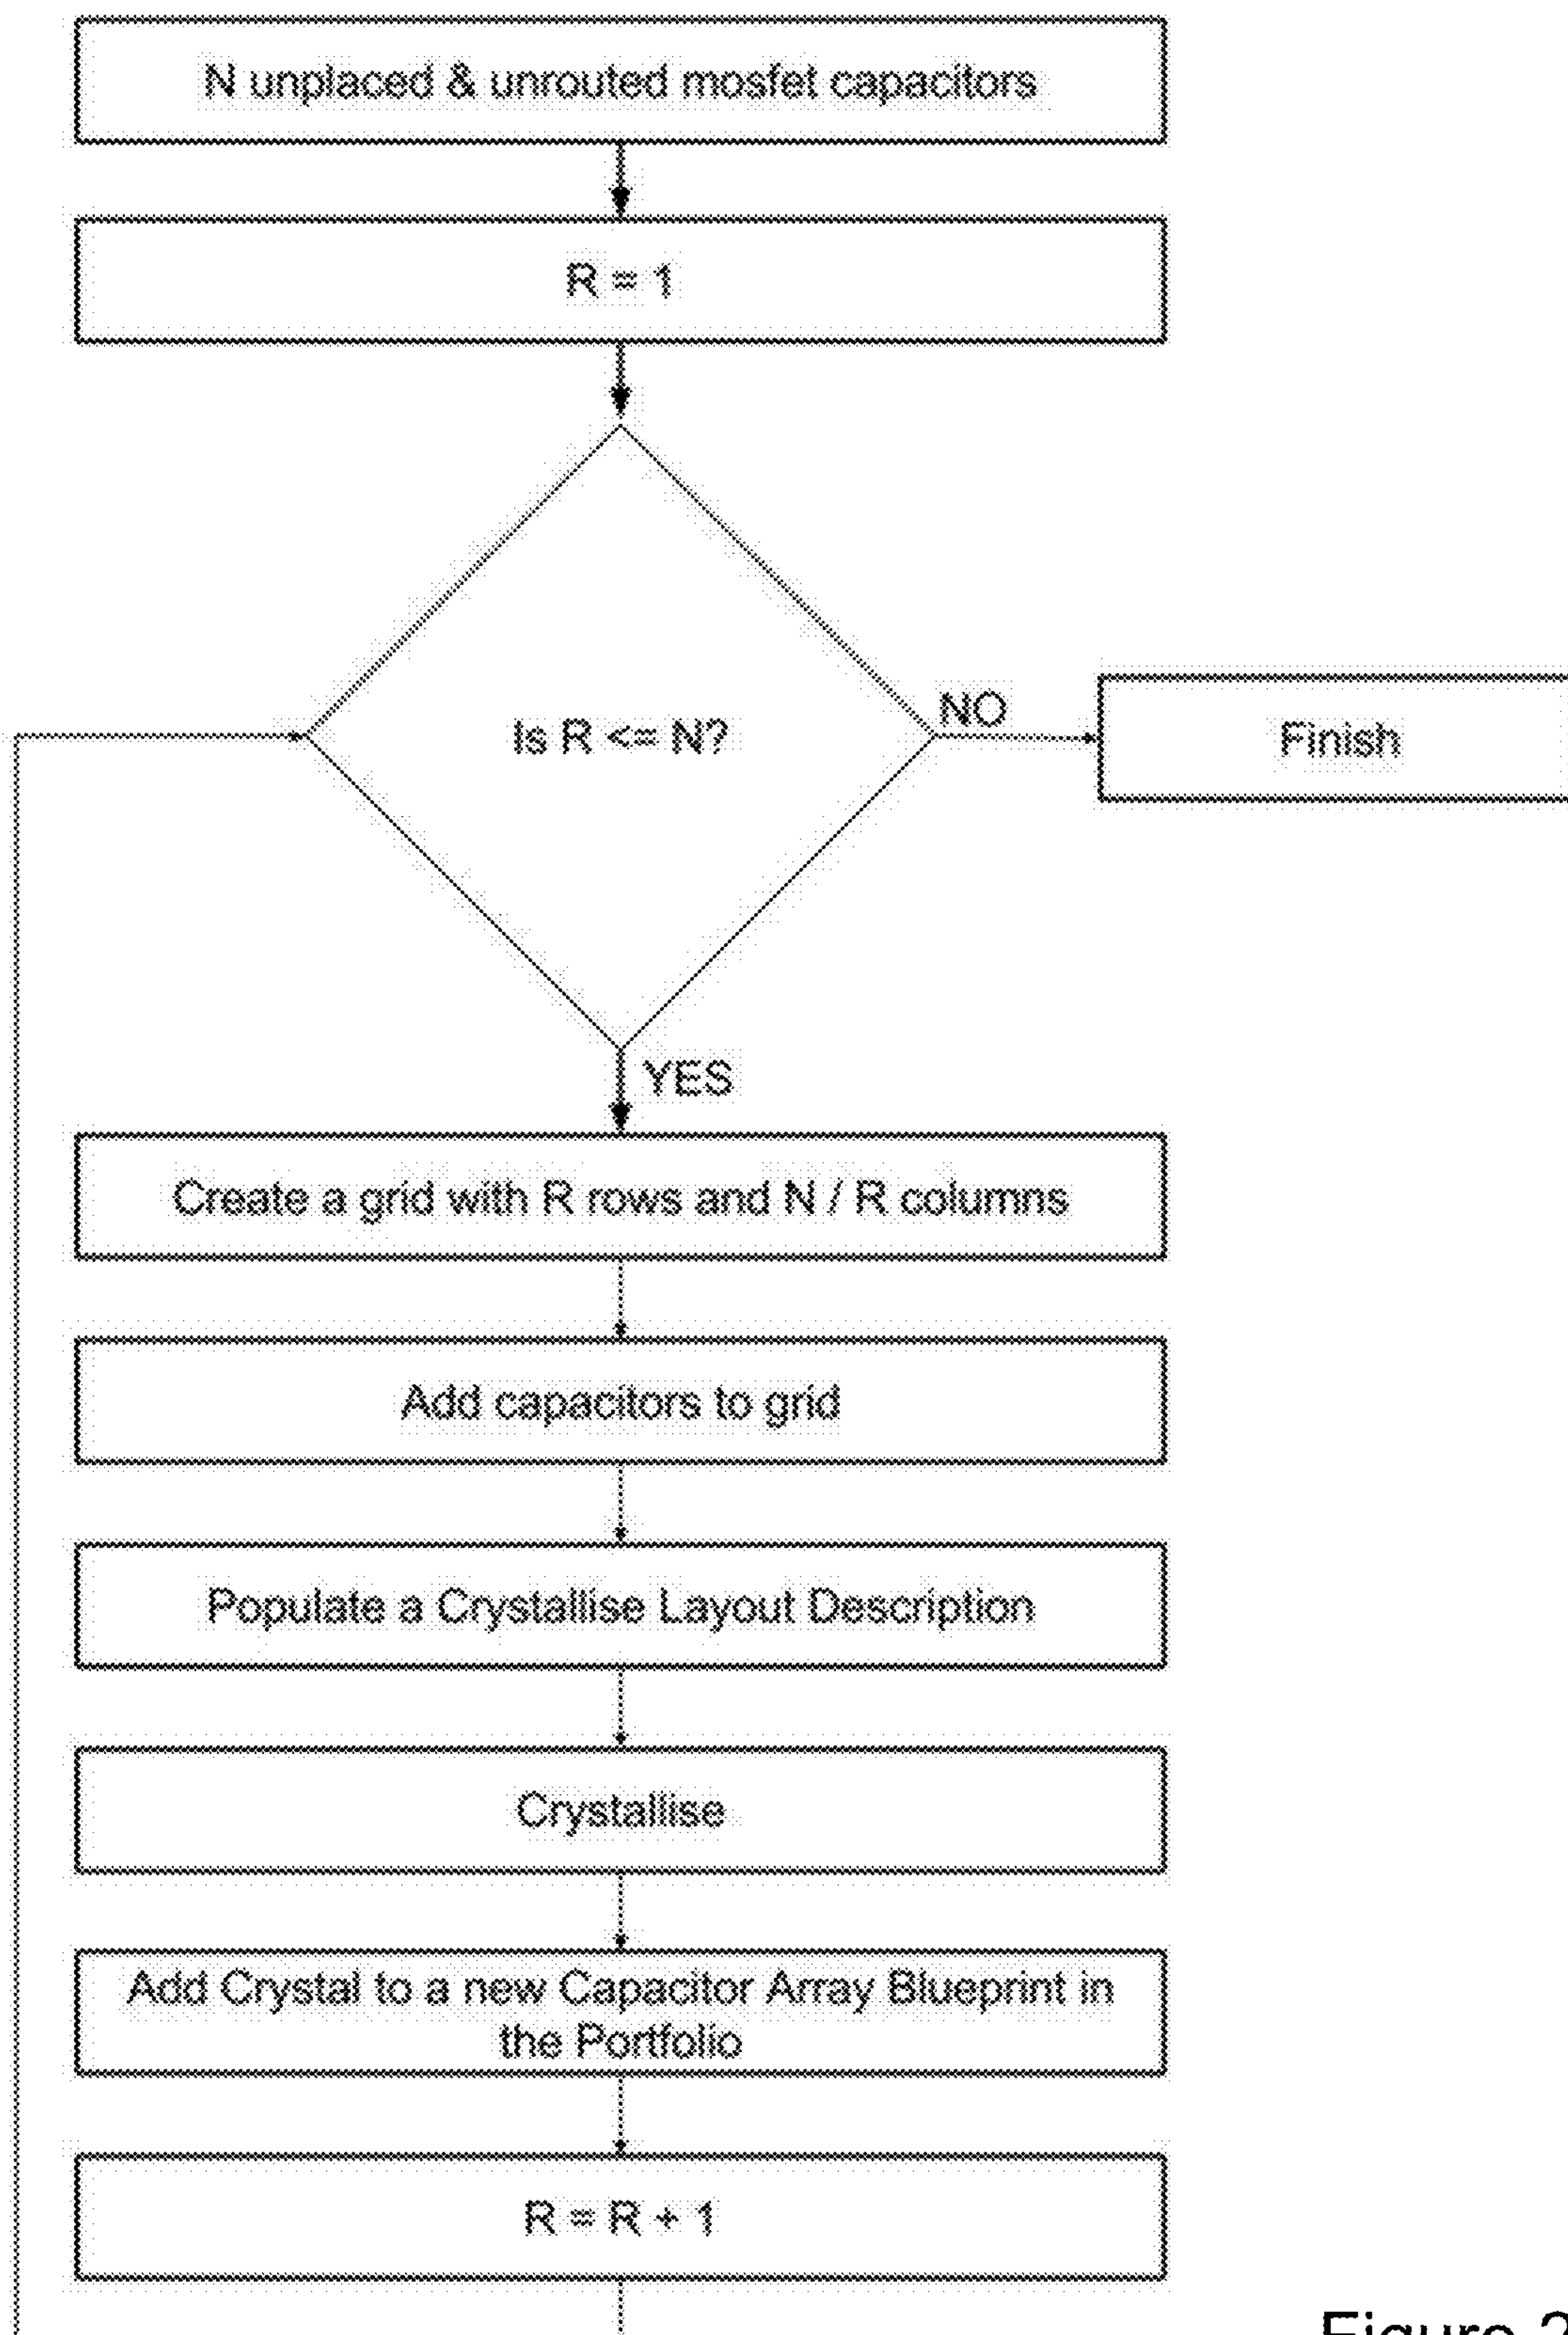 N unplaced & unrouted mosfet capacitors
R = 1
Is R <= N?
NO
Finish
YES
Create a grid with R rows and N / R columns
Add capacitors to grid
Populate a Crystallise Layout Description
Crystallise
Add Crystal to a new Capacitor Array Blueprint in
the Portfolio
R = R + 1
Figure